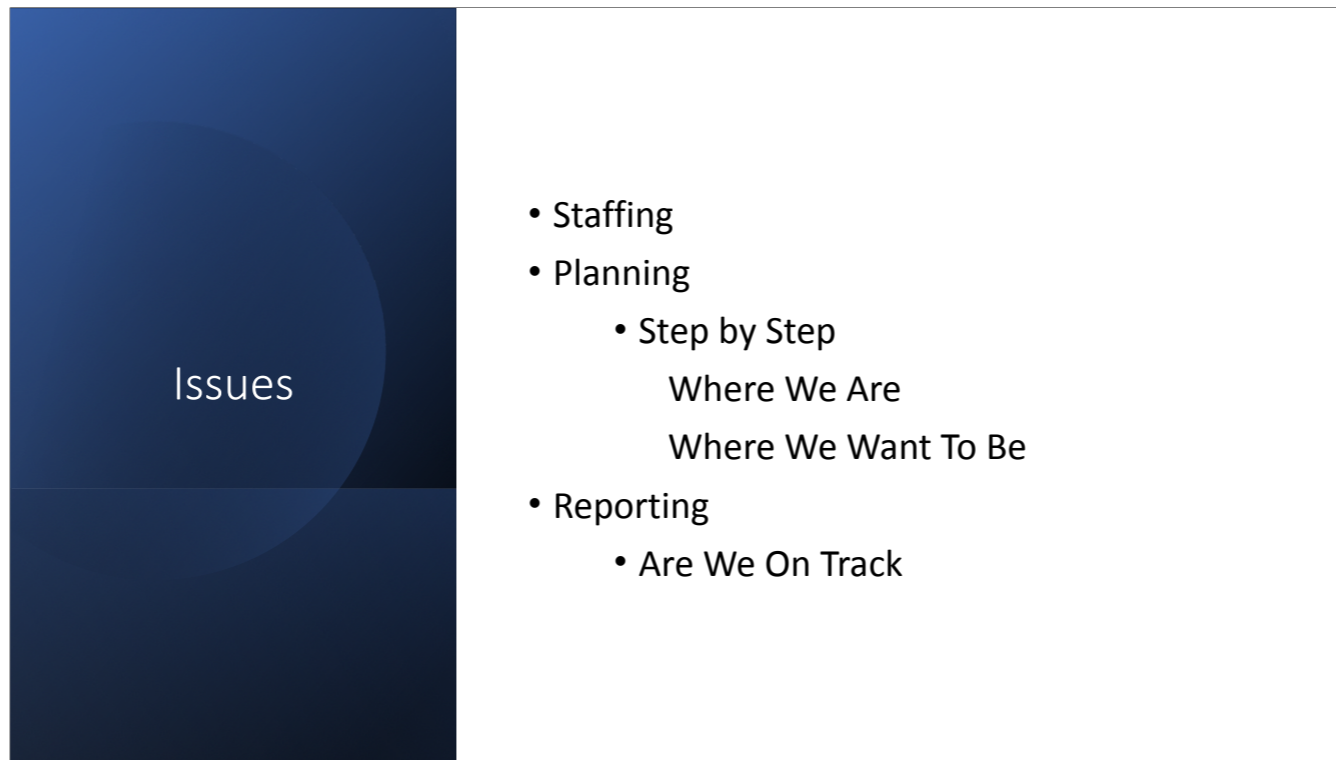 Issues
• Staffing
• Planning
• Step by Step
Where We Are
Where We Want To Be
• Reporting
• Are We On Track